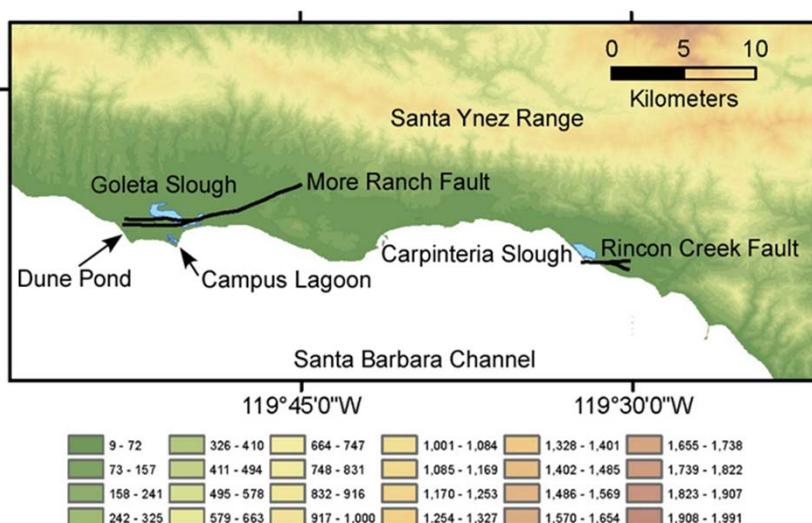 0 5 10
Kilometers
Santa Ynez Range
Goleta Slough
More Ranch Fault
Carpinteria Slough
Rincon Creek Fault
Dune Pond
Campus Lagoon
Santa Barbara Channel
119°45'0"W
119°30'0"W
9 - 72
326 - 410
664 - 747
1,001 - 1,084
1,328 - 1,401
1,655 - 1,738
73 - 157
411 - 494
748 - 831
1,085 - 1,169
1,402 - 1,485
1,739 - 1,822
158 - 241
495 - 578
832 - 916
1,170 - 1,253
1,486 - 1,569
1,823 - 1,907
242 - 325
579 - 663
917 - 1,000
1,254 - 1,327
1,570 - 1,654
1,908 - 1,991